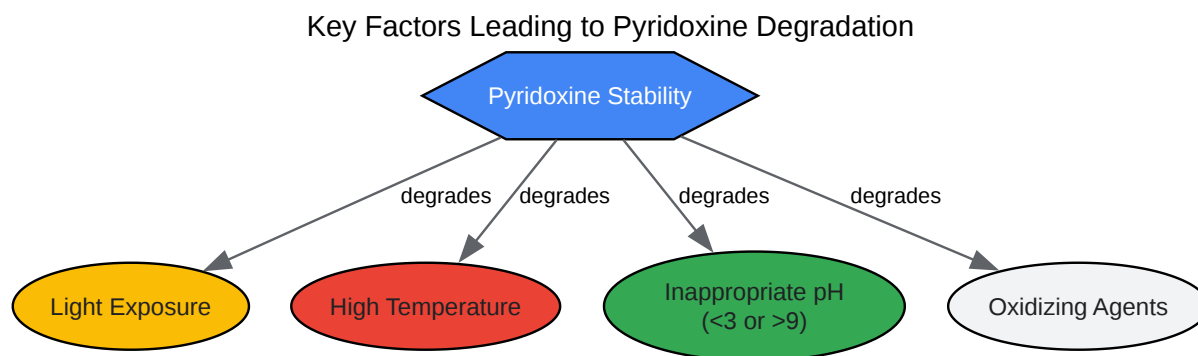 Key Factors Leading to Pyridoxine Degradation
Pyridoxine Stability
degrades
degrades
degrades
degrades
Light Exposure
High Temperature
Inappropriate pH
(<3 or >9)
Oxidizing Agents